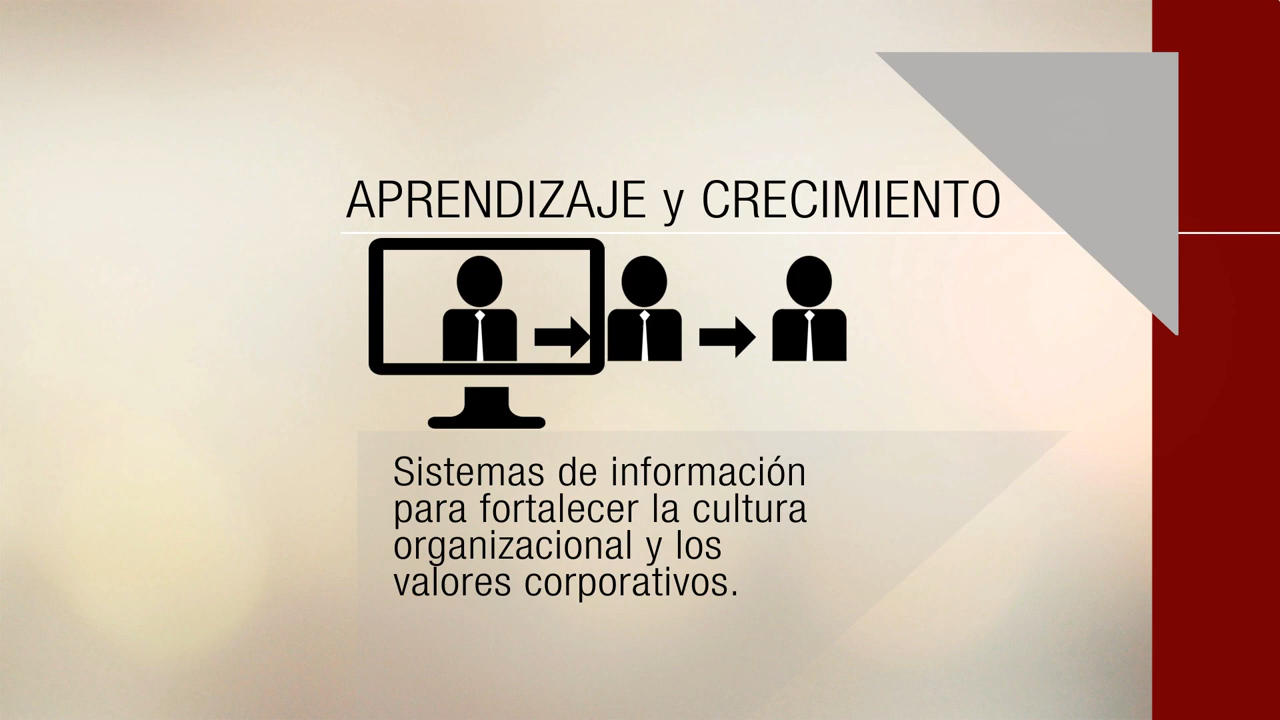 APRENDIZAJE y CRECIMIENTO
Sistemas de información
para fortalecer la cultura
organizacional y los
valores corporativos.